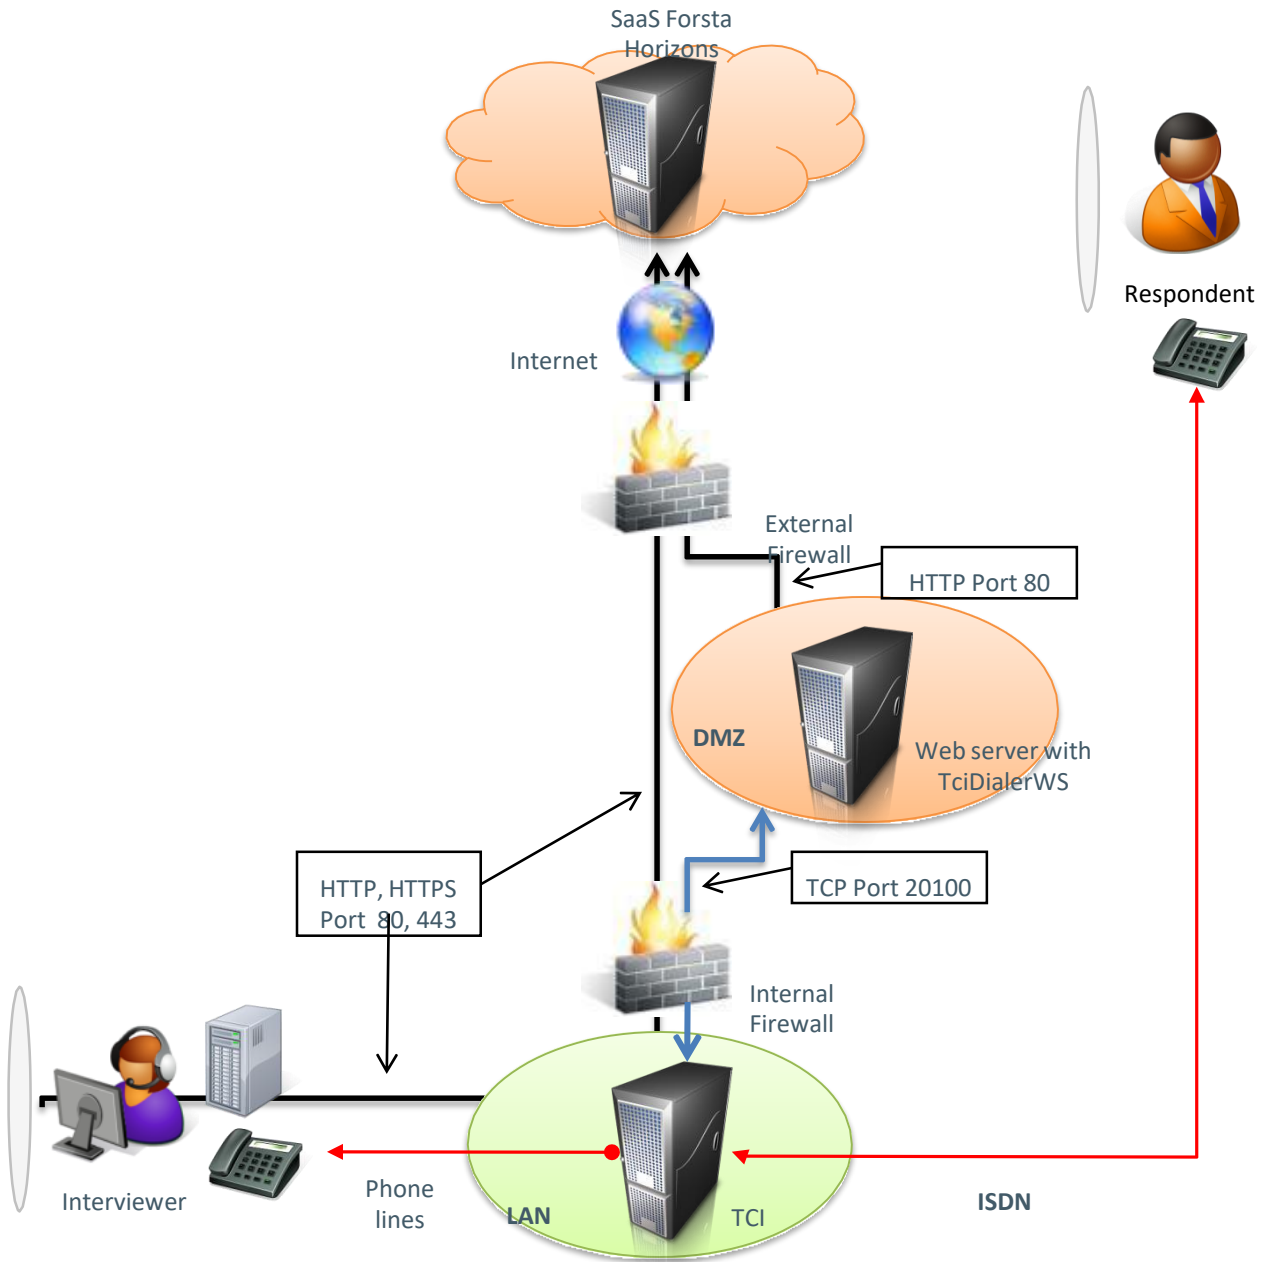 SaaS Forsta
Horizons
Respondent
Internet
External
Firewall
HTTP Port 80
DMZ
Web server with
TciDialerWS
HTTP, HTTPS
Port 80, 443
TCP Port 20100
Internal
Firewall
Interviewer
Phone
lines
LAN
TCI
ISDN